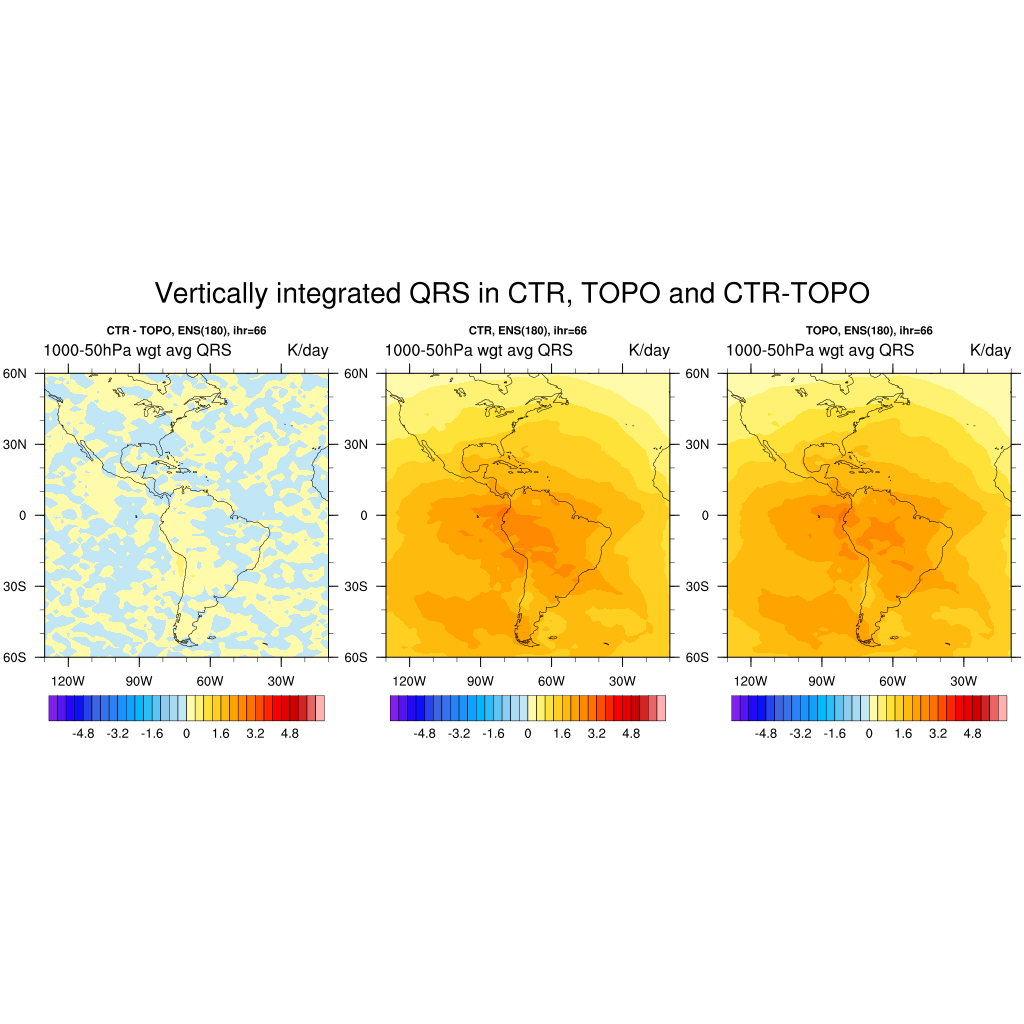 Vertically integrated QRS in CTR, TOPO and CTR-TOPO
CTR - TOPO, ENS(180), ihr=66
1000-50hPa wgt avg QRS K/day
60N
30N
0
30S
60S
120W 90W 60W 30W
-4.8 -3.2 -1.6 0 1.6 3.2 4.8
CTR, ENS(180), ihr=66
1000-50hPa wgt avg QRS K/day
60N
30N
0
30S
60S
120W 90W 60W 30W
-4.8 -3.2 -1.6 0 1.6 3.2 4.8
TOPO, ENS(180), ihr=66
1000-50hPa wgt avg QRS K/day
60N
30N
0
30S
60S
120W 90W 60W 30W
-4.8 -3.2 -1.6 0 1.6 3.2 4.8